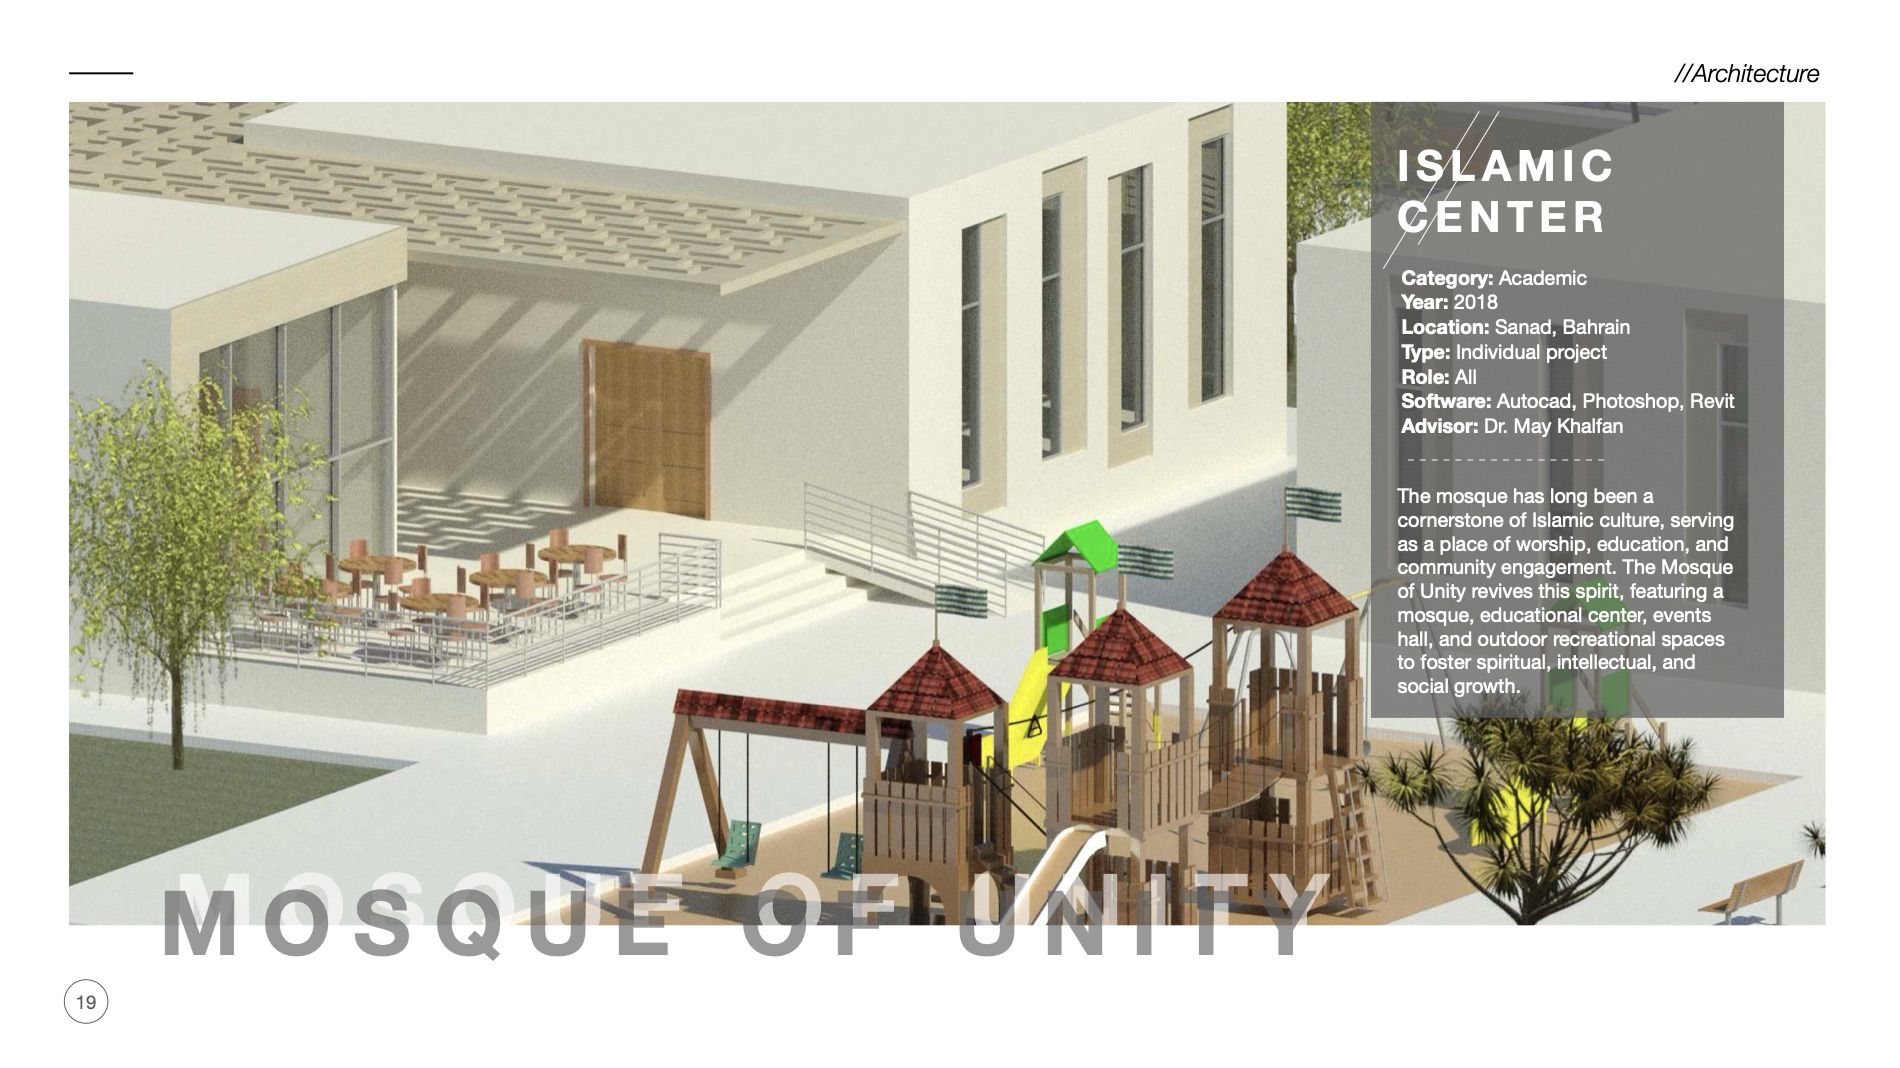 //Architecture
ISLAMIC
CENTER
Category: Academic
Year: 2018
Location: Sanad, Bahrain
Type: Individual project
Role: All
Software: Autocad, Photoshop, Revit
Advisor: Dr. May Khalfan
The mosque has long been a
cornerstone of Islamic culture, serving
as a place of worship, education, and
community engagement. The Mosque
of Unity revives this spirit, featuring a
mosque, educational center, events
hall, and outdoor recreational spaces
to foster spiritual, intellectual, and
social growth.
MOSQUE OF UNITY
MOSQUE OF UNITY
19